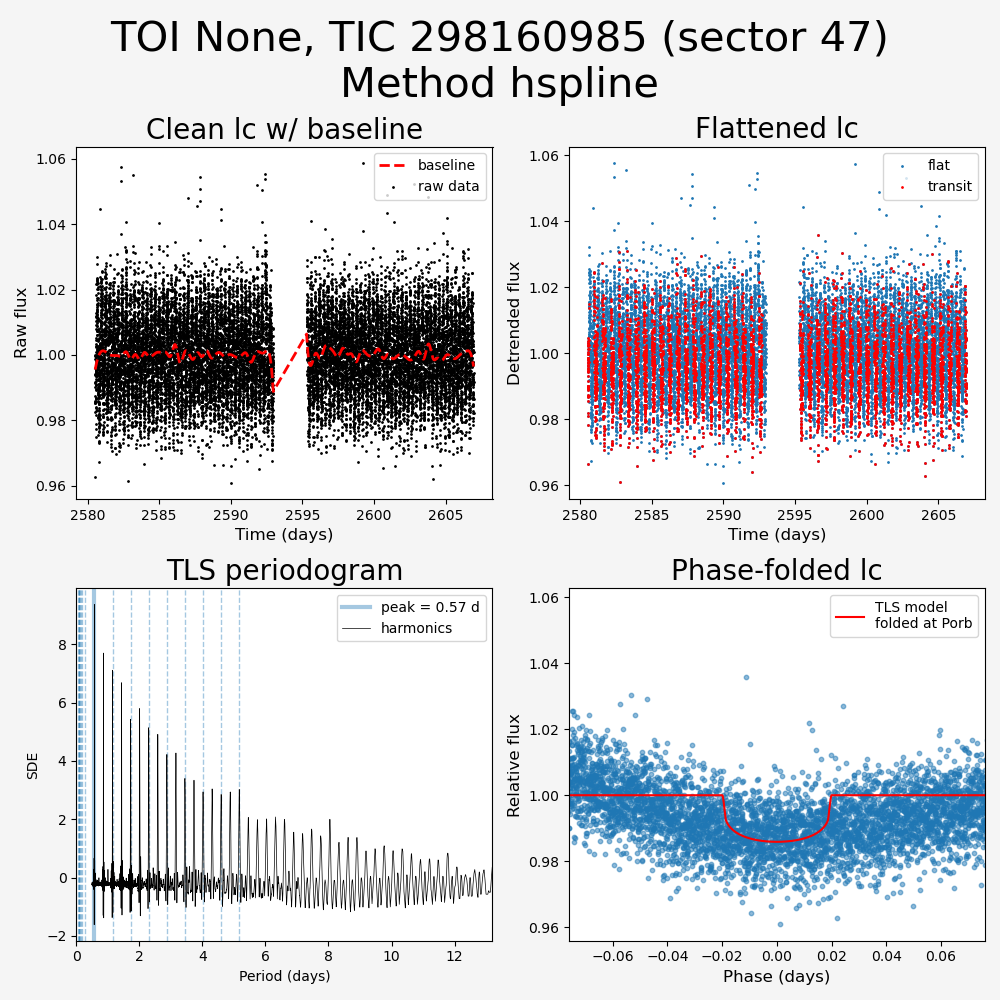 TOI None, TIC 298160985 (sector 47)
Method hspline
Clean lc w/ baseline
Flattened lc
1.06
1.04
1.02
1.00
0.98
0.96
Raw flux
baseline
raw data
2580
2585
2590
2595
2600
2605
Time (days)
1.06
1.04
1.02
1.00
0.98
0.96
Detrended flux
flat
transit
2580
2585
2590
2595
2600
2605
Time (days)
TLS periodogram
Phase-folded lc
8
6
4
2
0
−2
SDE
peak = 0.57 d
harmonics
0
2
4
6
8
10
12
Period (days)
1.06
1.04
1.02
1.00
0.98
0.96
Relative flux
TLS model
folded at Porb
−0.06
−0.04
−0.02
0.00
0.02
0.04
0.06
Phase (days)